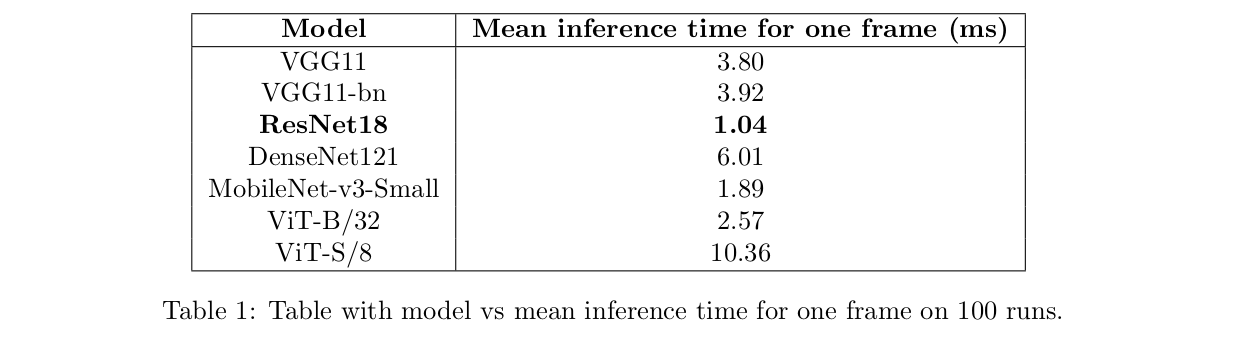 Model Mean inference time for one frame (ms)
VGG11 3.80
VGG11-bn 3.92
ResNet18 1.04
DenseNet121 6.01
MobileNet-v3-Small 1.89
ViT-B/32 2.57
ViT-S/8 10.36
Table 1: Table with model vs mean inference time for one frame on 100 runs.